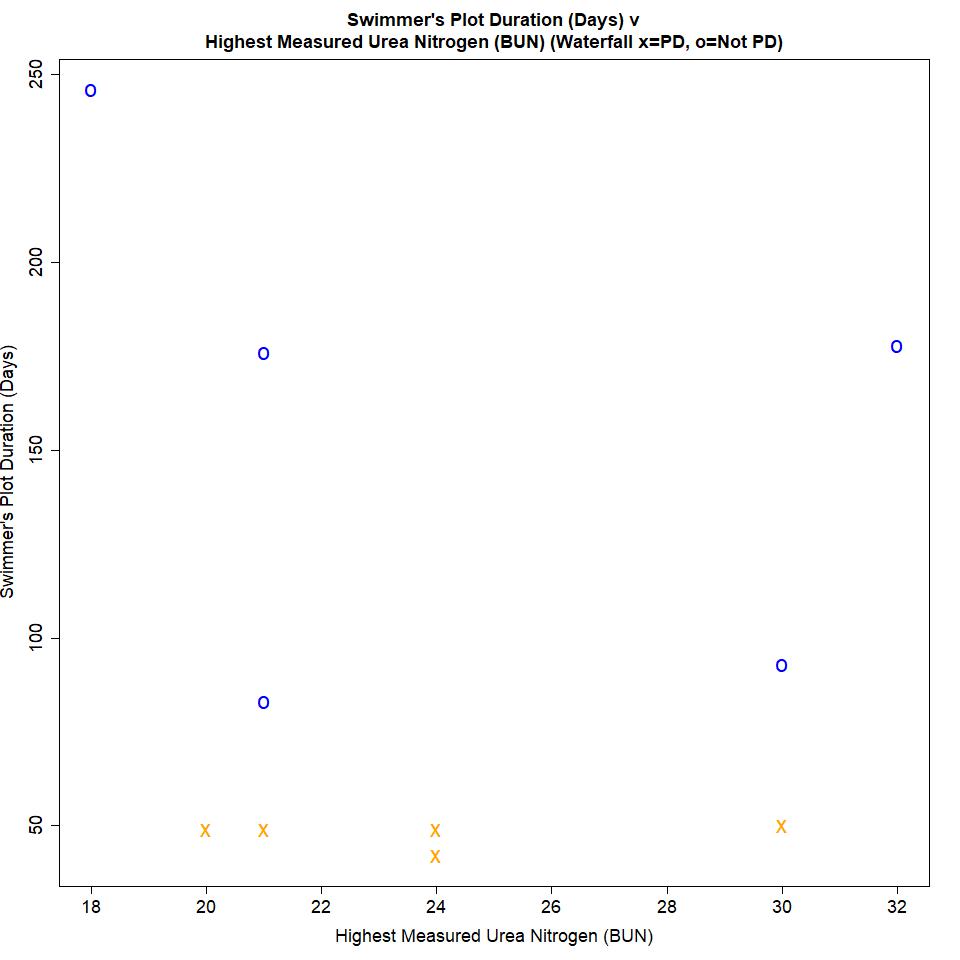 Swimmer's Plot Duration (Days) v
Highest Measured Urea Nitrogen (BUN) (Waterfall x=PD, o=Not PD)
250
200
150
100
50
Swimmer's Plot Duration (Days)
o
o
o
o
o
x
x
x
x
x
18 20 22 24 26 28 30 32
Highest Measured Urea Nitrogen (BUN)